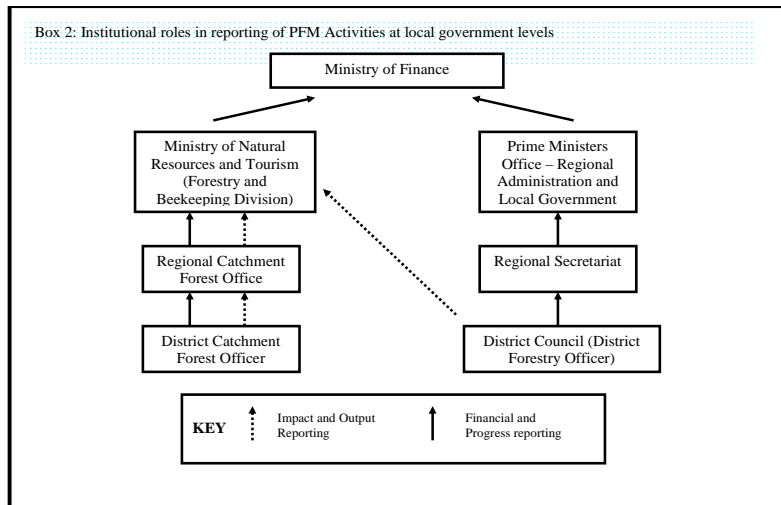 Box 2: Institutional roles in reporting of PFM Activities at local government levels
Ministry of Finance
Ministry of Natural
Resources and Tourism
(Forestry and
Beekeeping Division)
Prime Ministers
Office – Regional
Administration and
Local Government
Regional Catchment
Forest Office
Regional Secretariat
District Catchment
Forest Officer
District Council (District
Forestry Officer)
KEY
Impact and Output
Reporting
Financial and
Progress reporting